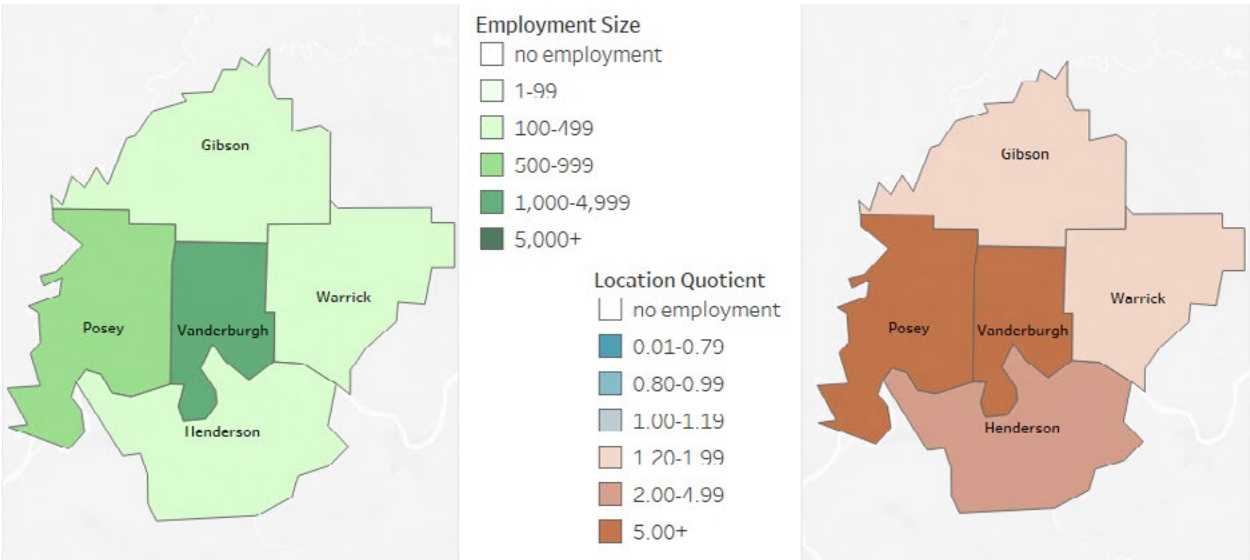 Gibson
Posey
Vanderburgh
Warrick
Henderson
Employment Size
no employment
1-99
100-499
500-999
1,000-4,999
5,000+
Location Quotient
no employment
0.01-0.79
0.80-0.99
1.00-1.19
1.20-1.99
2.00-4.99
5.00+
Gibson
Posey
Vanderburgh
Warrick
Henderson